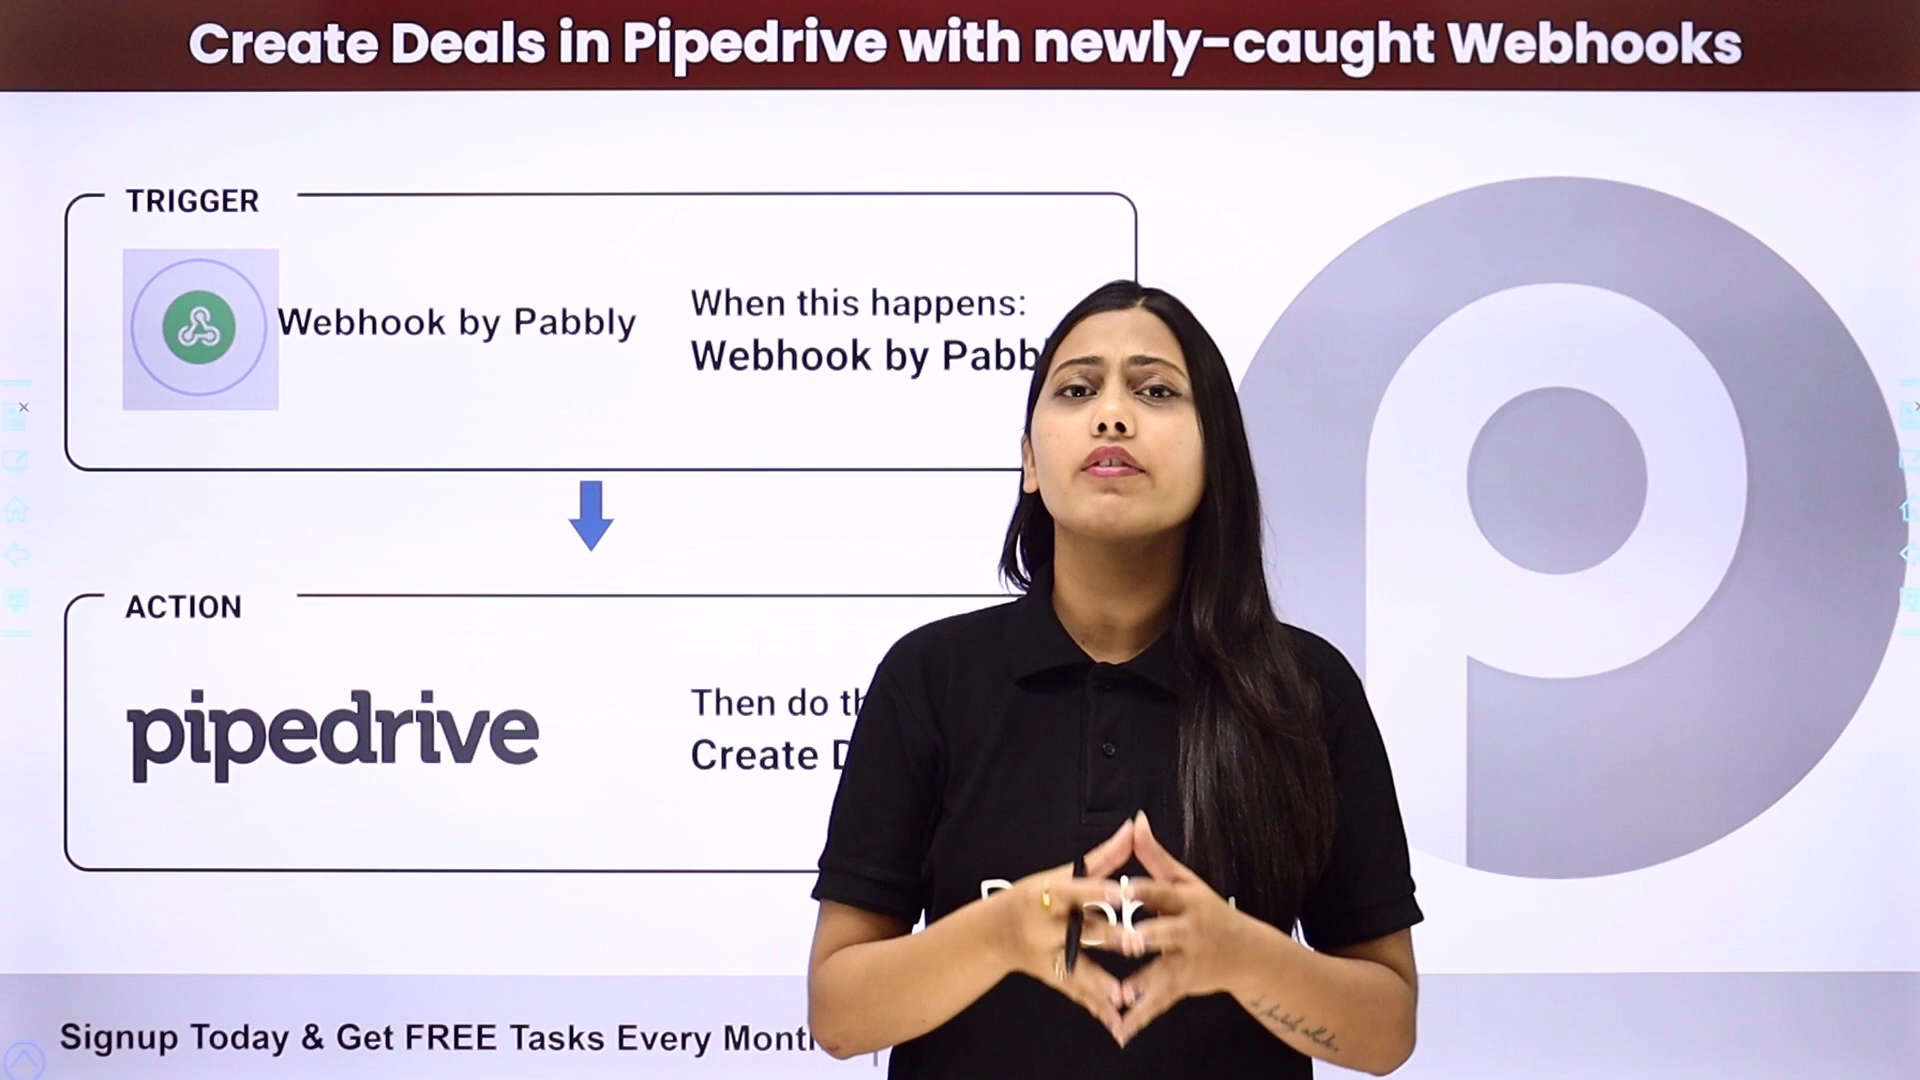 Create Deals in Pipedrive with newly-caught Webhooks
TRIGGER
Webhook by Pabbly
When this happens:
Webhook by Pabb
ACTION
pipedrive
Then do th
Create D
Signup Today & Get FREE Tasks Every Mont